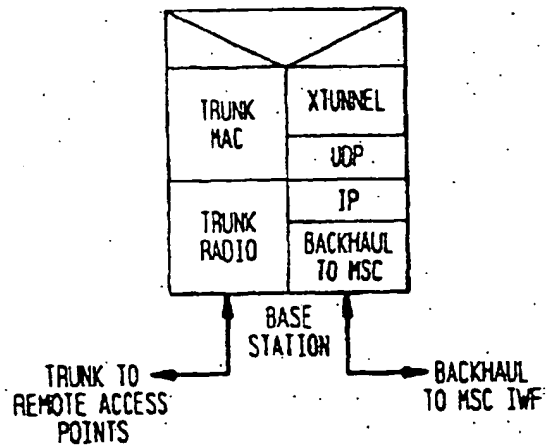 TRUNK
MAC
XTUNNEL
UDP
TRUNK
RADIO
IP
BACKHAUL
TO MSC
BASE
STATION
TRUNK TO
REMOTE ACCESS
POINTS
BACKHAUL
TO MSC IWF